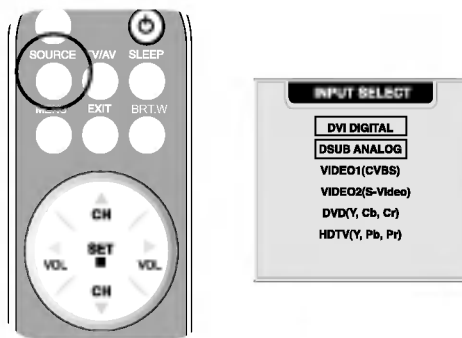 SOURCE TV/AV SLEEP
MENU EXIT BRT.W
CH
SET
VOL VOL
CH
INPUT SELECT
DVI DIGITAL
DSUB ANALOG
VIDEO1(CVBS)
VIDEO2(S-Video)
DVD(Y, Cb, Cr)
HDTV(Y, Pb, Pr)